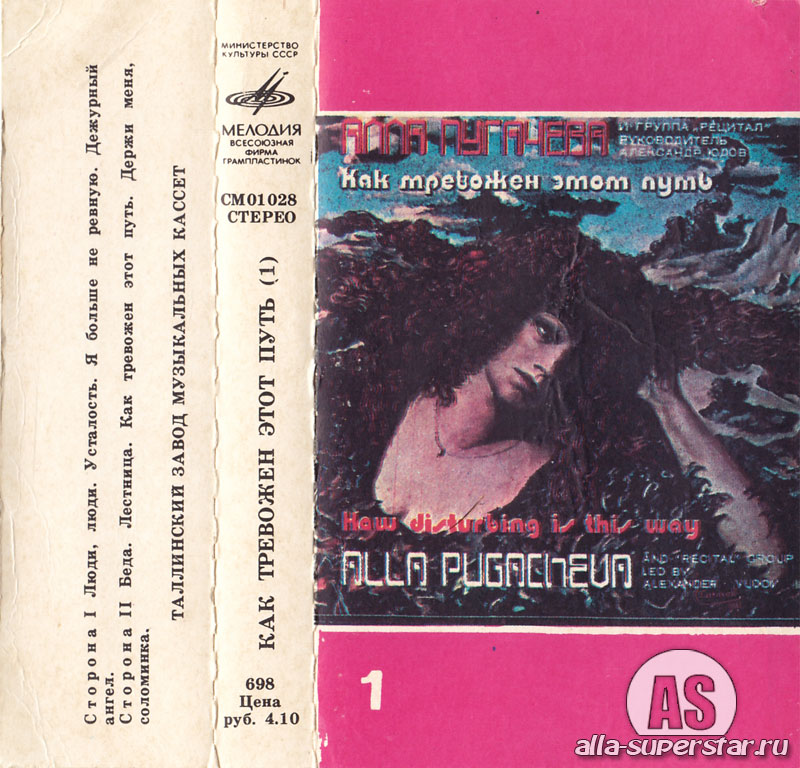 Сторона I Люди, люди. Усталость. Я больше не ревную. Дежурный
ангел.
Сторона II Беда. Лестница. Как тревожен этот путь. Держи меня,
соломинка.
ТАЛЛИНСКИЙ ЗАВОД МУЗЫКАЛЬНЫХ КАССЕТ
МИНИСТЕРСТВО
КУЛЬТУРЫ СССР
МЕЛОДИЯ
ВСЕСОЮЗНАЯ
ФИРМА
ГРАМПЛАСТИНОК
СМ01028
СТЕРЕО
КАК ТРЕВОЖЕН ЭТОТ ПУТЬ (1)
698
Цена
руб. 4.10
АЛЛА ПУГАЧЕВА
И ГРУППА „РЕЦИТАЛ"
РУКОВОДИТЕЛЬ
АЛЕКСАНДР ЮДОВ
Как тревожен этот путь
How disturbing is this way
ALLA PUGACHEVA
AND "RECITAL" GROUP
LED BY
ALEXANDER YUDOV
1
AS
alla-superstar.ru